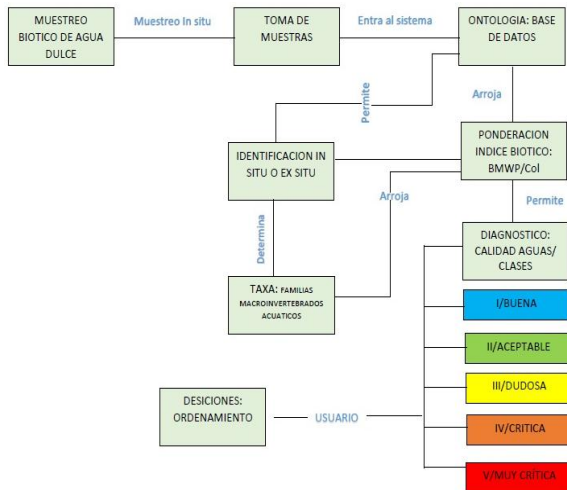 MUESTREO
BIOTICO DE AGUA
DULCE
Muestreo In situ
TOMA DE
MUESTRAS
Entra al sistema
ONTOLOGIA: BASE
DE DATOS
Permite
Arroja
IDENTIFICACION IN
SITU O EX SITU
PONDERACION
INDICE BIOTICO:
BMWP/Col
Determina
Arroja
Permite
TAXA: FAMILIAS
MACROINVERTEBRADOS
ACUATICOS
DIAGNOSTICO:
CALIDAD AGUAS/
CLASES
I/BUENA
II/ACEPTABLE
III/DUDOSA
IV/CRITICA
V/MUY CRÍTICA
DESICIONES:
ORDENAMIENTO
USUARIO